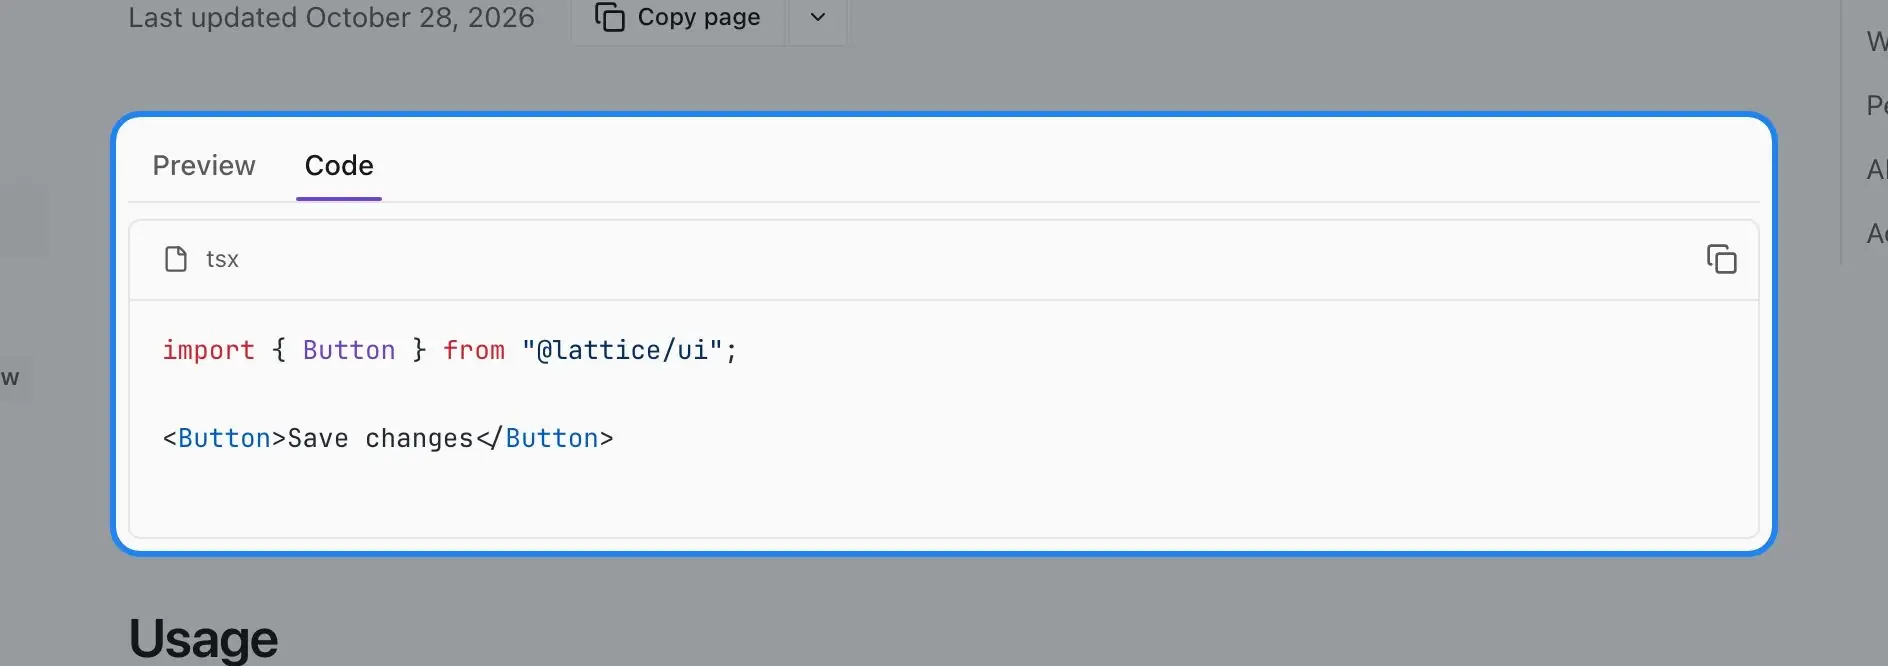 Last updated October 28, 2026
Copy page
Preview
Code
tsx
import { Button } from "@lattice/ui";
<Button>Save changes</Button>
Usage